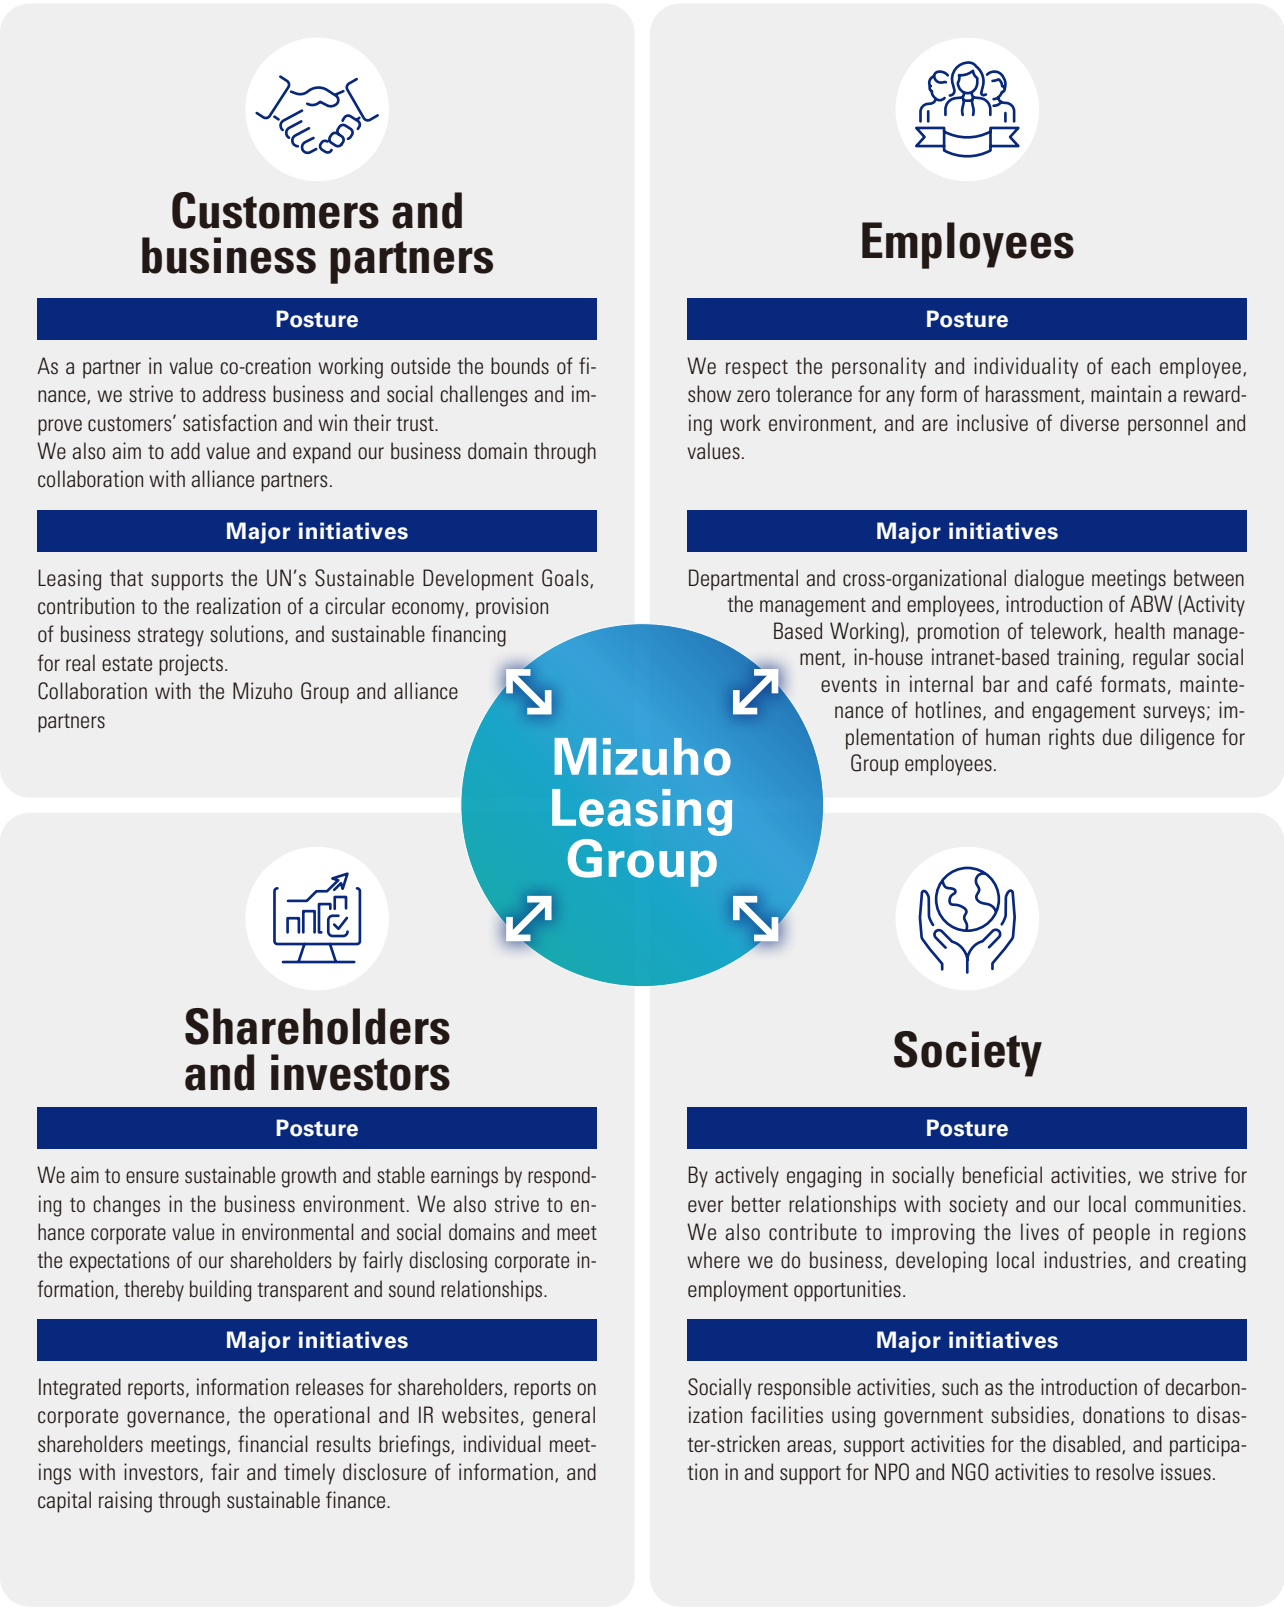 Customers and
business partners
Posture
As a partner in value co-creation working outside the bounds of fi-
nance, we strive to address business and social challenges and im-
prove customers' satisfaction and win their trust.
We also aim to add value and expand our business domain through
collaboration with alliance partners.
Major initiatives
Leasing that supports the UN's Sustainable Development Goals,
contribution to the realization of a circular economy, provision
of business strategy solutions, and sustainable financing
for real estate projects.
Collaboration with the Mizuho Group and alliance
partners
Employees
Posture
We respect the personality and individuality of each employee,
show zero tolerance for any form of harassment, maintain a reward-
ing work environment, and are inclusive of diverse personnel and
values.
Major initiatives
Departmental and cross-organizational dialogue meetings between
the management and employees, introduction of ABW (Activity
Based Working), promotion of telework, health manage-
ment, in-house intranet-based training, regular social
events in internal bar and café formats, mainte-
nance of hotlines, and engagement surveys; im-
plementation of human rights due diligence for
Group employees.
Mizuho
Leasing
Group
Shareholders
and investors
Posture
We aim to ensure sustainable growth and stable earnings by respond-
ing to changes in the business environment. We also strive to en-
hance corporate value in environmental and social domains and meet
the expectations of our shareholders by fairly disclosing corporate in-
formation, thereby building transparent and sound relationships.
Major initiatives
Integrated reports, information releases for shareholders, reports on
corporate governance, the operational and IR websites, general
shareholders meetings, financial results briefings, individual meet-
ings with investors, fair and timely disclosure of information, and
capital raising through sustainable finance.
Society
Posture
By actively engaging in socially beneficial activities, we strive for
ever better relationships with society and our local communities.
We also contribute to improving the lives of people in regions
where we do business, developing local industries, and creating
employment opportunities.
Major initiatives
Socially responsible activities, such as the introduction of decarbon-
ization facilities using government subsidies, donations to disas-
ter-stricken areas, support activities for the disabled, and participa-
tion in and support for NPO and NGO activities to resolve issues.